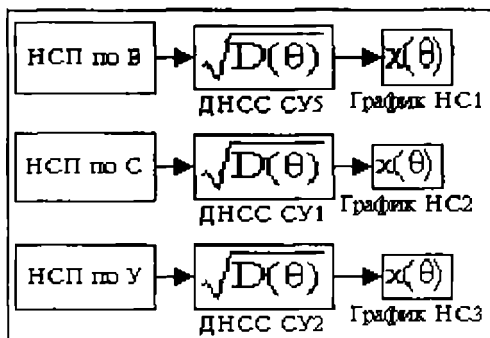 НСП по В √D(θ) x(θ)
ДНСС СУ5 График НС1
НСП по С √D(θ) x(θ)
ДНСС СУ1 График НС2
НСП по У √D(θ) x(θ)
ДНСС СУ2 График НС3